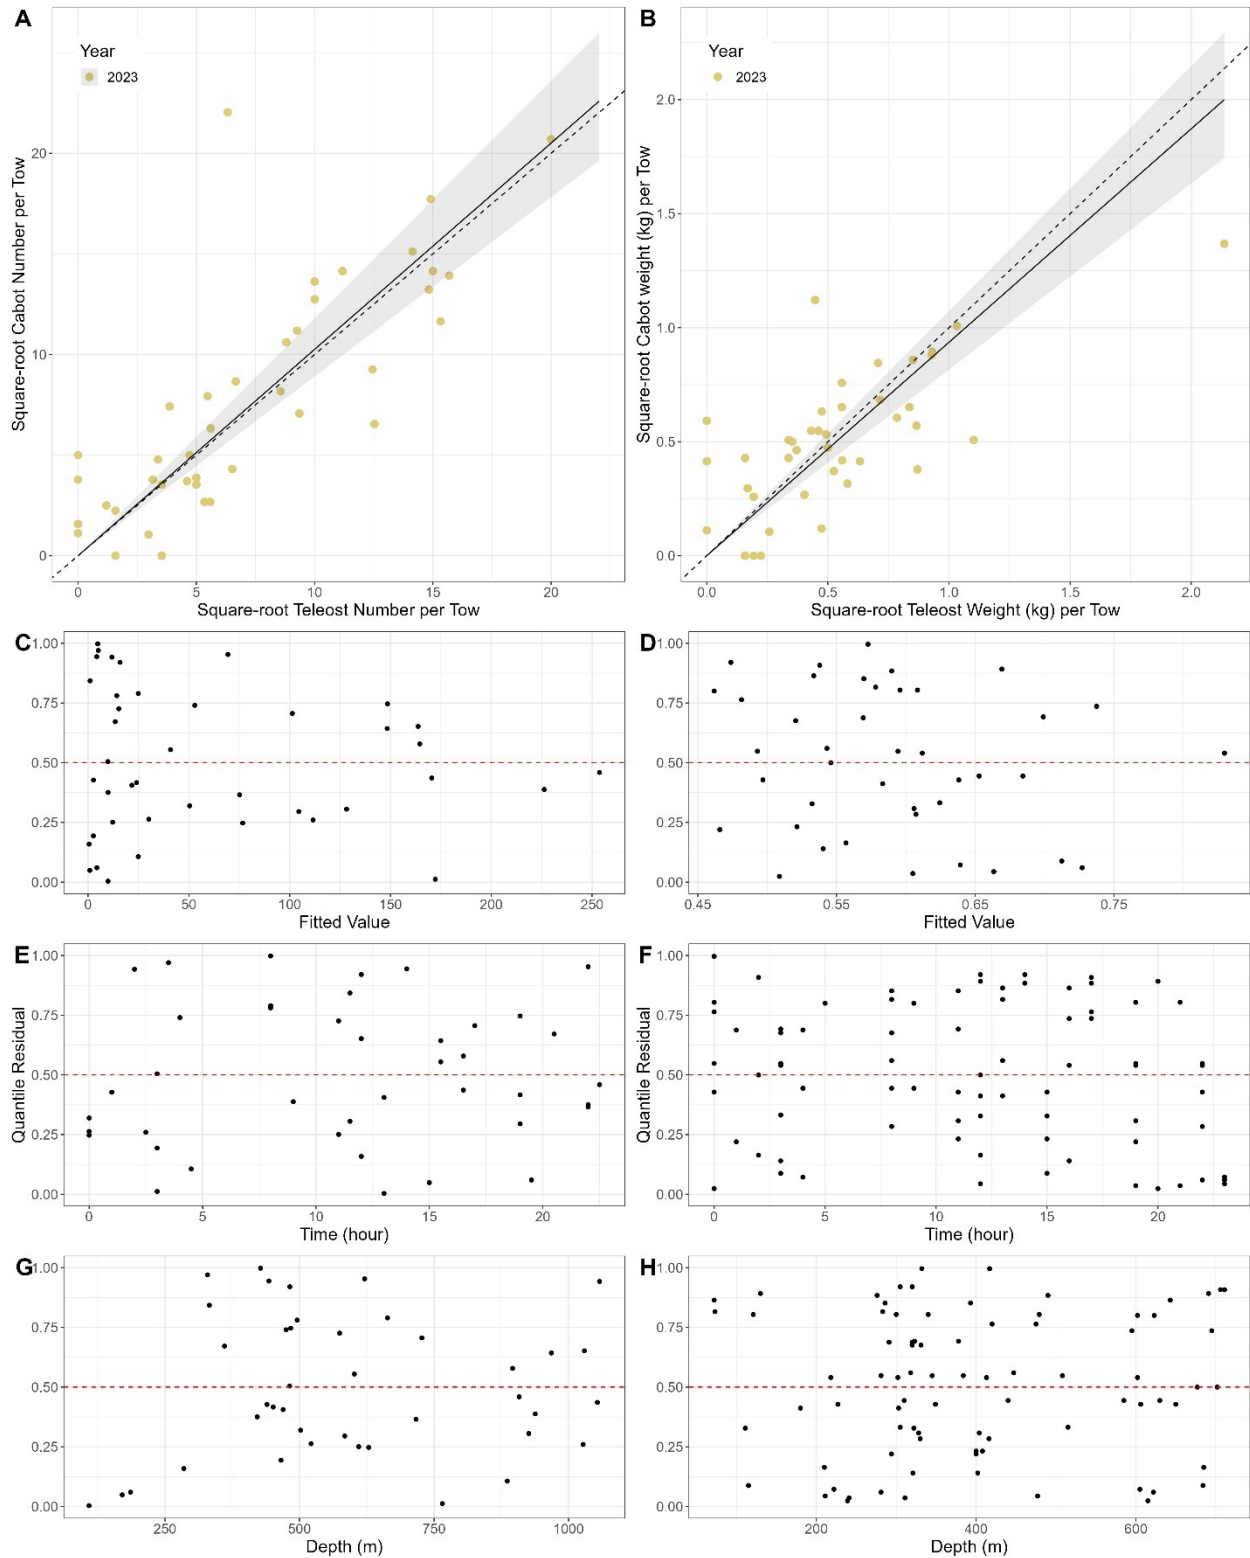 A
Year
2023
Square-root Cabot Number per Tow
20
10
0
0 5 10 15 20
Square-root Teleost Number per Tow
B
Year
2023
Square-root Cabot weight (kg) per Tow
2.0
1.5
1.0
0.5
0.0
0.0 0.5 1.0 1.5 2.0
Square-root Teleost Weight (kg) per Tow
C
1.00
0.75
0.50
0.25
0.00
0 50 100 150 200 250
Fitted Value
D
1.00
0.75
0.50
0.25
0.00
0.45 0.55 0.65 0.75
Fitted Value
E
Quantile Residual
1.00
0.75
0.50
0.25
0.00
0 5 10 15 20
Time (hour)
F
Quantile Residual
1.00
0.75
0.50
0.25
0.00
0 5 10 15 20
Time (hour)
G
1.00
0.75
0.50
0.25
0.00
250 500 750 1000
Depth (m)
H
1.00
0.75
0.50
0.25
0.00
200 400 600
Depth (m)